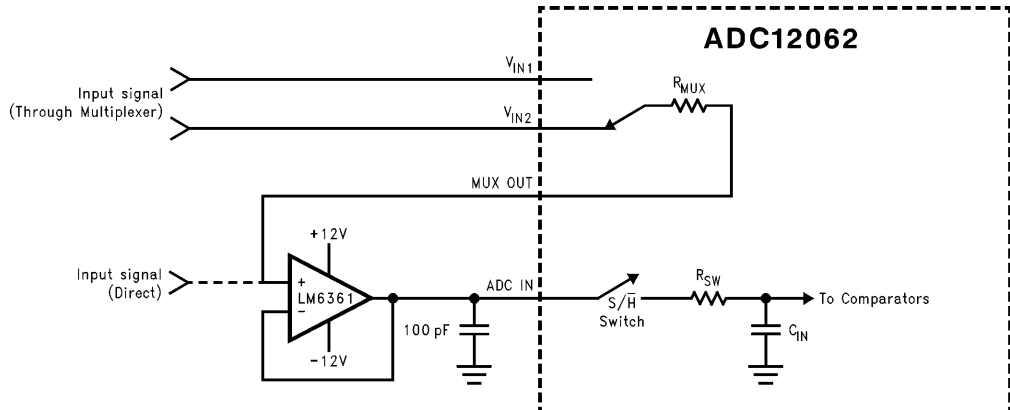 ADC12062
VIN1
RMUX
Input signal
(Through Multiplexer)
VIN2
MUX OUT
+12V
Input signal
(Direct)
+
LM6361
−
ADC IN
RSW
S/H̅
Switch
To Comparators
100 pF
CIN
−12V